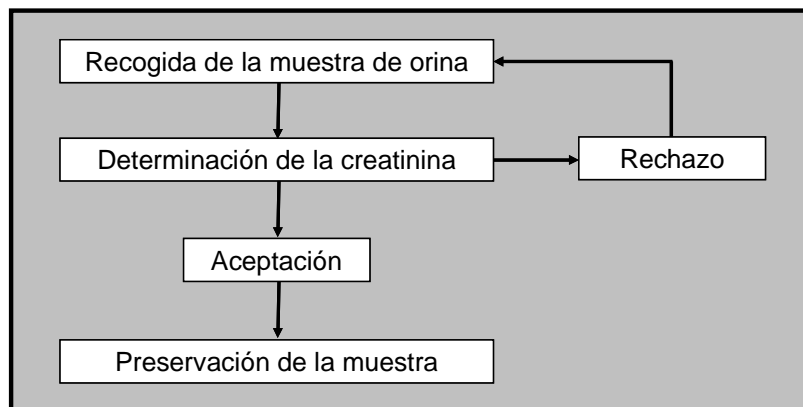 Recogida de la muestra de orina
Determinación de la creatinina
Rechazo
Aceptación
Preservación de la muestra